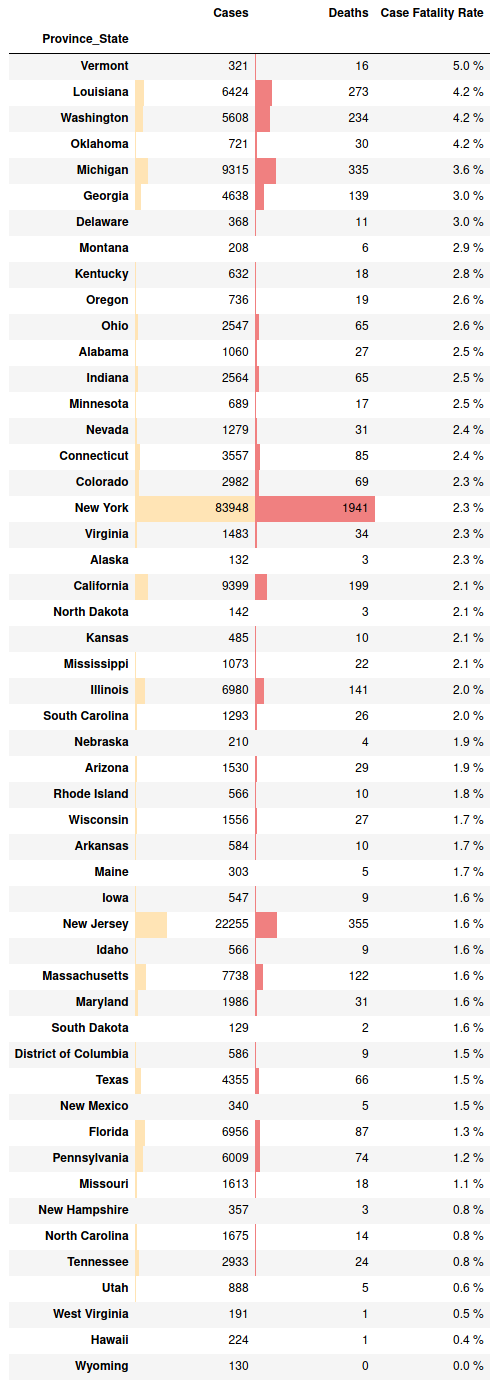 Cases Deaths Case Fatality Rate
Province_State
Vermont 321 16 5.0 %
Louisiana 6424 273 4.2 %
Washington 5608 234 4.2 %
Oklahoma 721 30 4.2 %
Michigan 9315 335 3.6 %
Georgia 4638 139 3.0 %
Delaware 368 11 3.0 %
Montana 208 6 2.9 %
Kentucky 632 18 2.8 %
Oregon 736 19 2.6 %
Ohio 2547 65 2.6 %
Alabama 1060 27 2.5 %
Indiana 2564 65 2.5 %
Minnesota 689 17 2.5 %
Nevada 1279 31 2.4 %
Connecticut 3557 85 2.4 %
Colorado 2982 69 2.3 %
New York 83948 1941 2.3 %
Virginia 1483 34 2.3 %
Alaska 132 3 2.3 %
California 9399 199 2.1 %
North Dakota 142 3 2.1 %
Kansas 485 10 2.1 %
Mississippi 1073 22 2.1 %
Illinois 6980 141 2.0 %
South Carolina 1293 26 2.0 %
Nebraska 210 4 1.9 %
Arizona 1530 29 1.9 %
Rhode Island 566 10 1.8 %
Wisconsin 1556 27 1.7 %
Arkansas 584 10 1.7 %
Maine 303 5 1.7 %
Iowa 547 9 1.6 %
New Jersey 22255 355 1.6 %
Idaho 566 9 1.6 %
Massachusetts 7738 122 1.6 %
Maryland 1986 31 1.6 %
South Dakota 129 2 1.6 %
District of Columbia 586 9 1.5 %
Texas 4355 66 1.5 %
New Mexico 340 5 1.5 %
Florida 6956 87 1.3 %
Pennsylvania 6009 74 1.2 %
Missouri 1613 18 1.1 %
New Hampshire 357 3 0.8 %
North Carolina 1675 14 0.8 %
Tennessee 2933 24 0.8 %
Utah 888 5 0.6 %
West Virginia 191 1 0.5 %
Hawaii 224 1 0.4 %
Wyoming 130 0 0.0 %